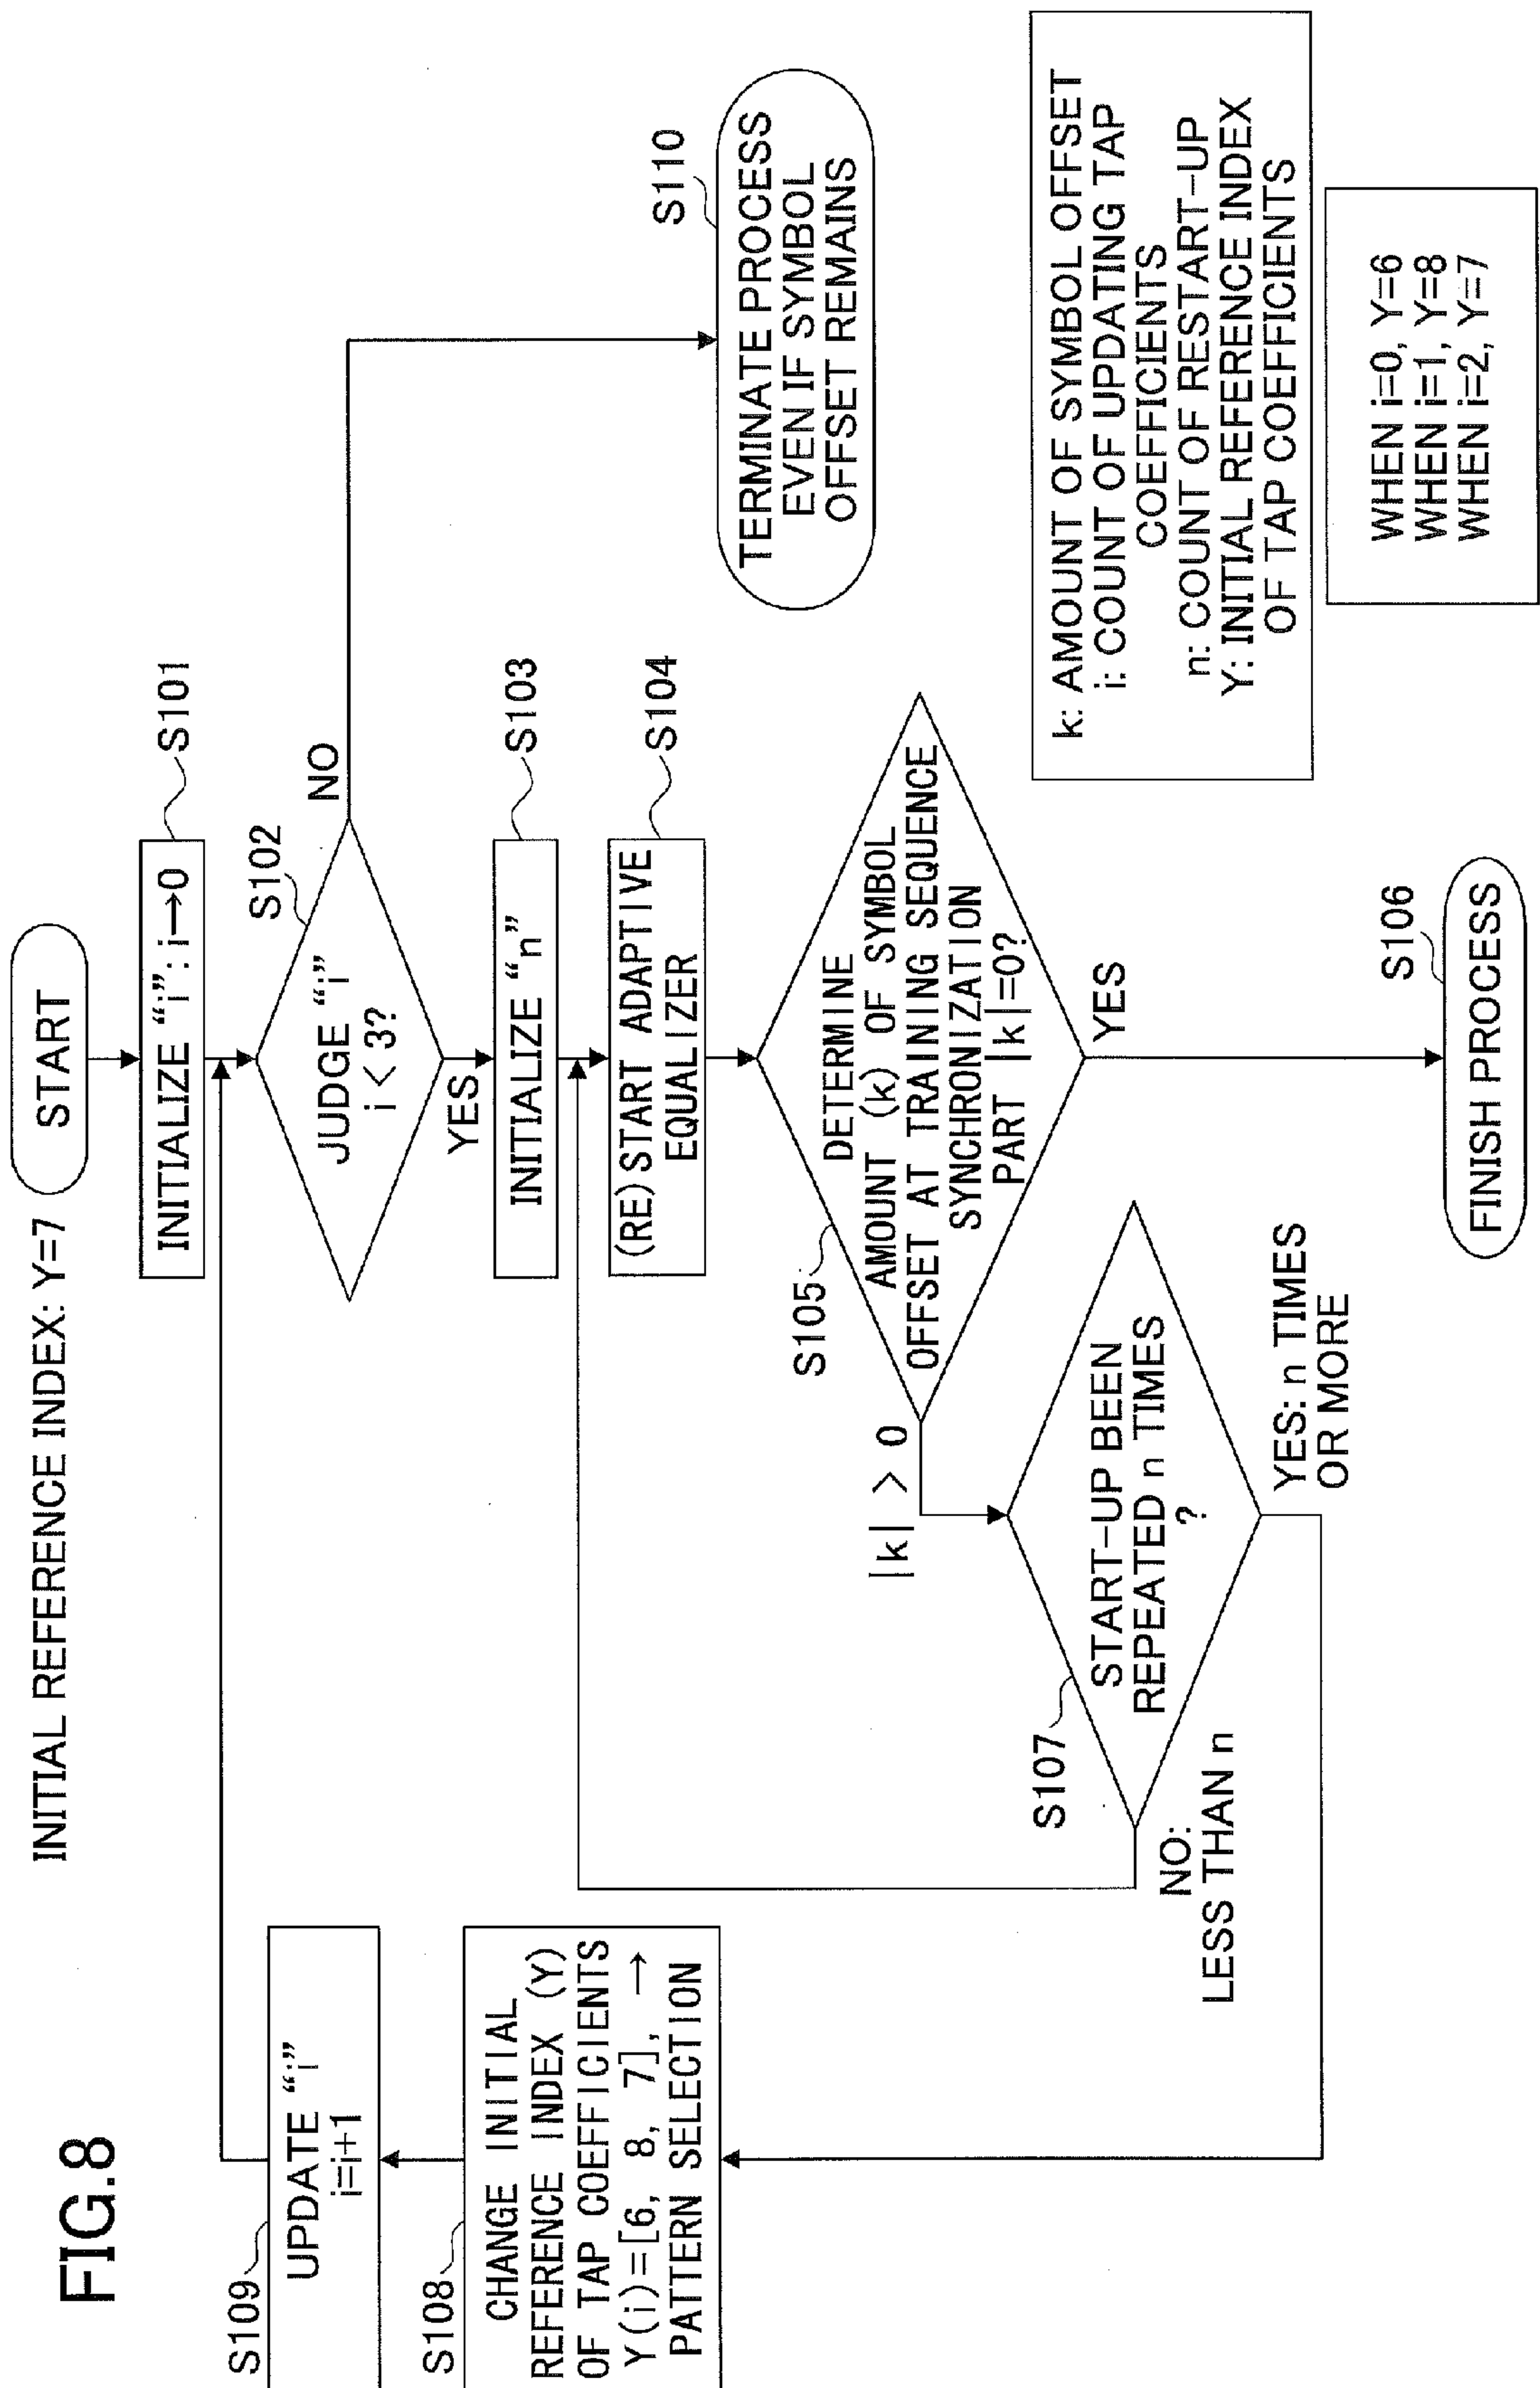 FIG.8
INITIAL REFERENCE INDEX: Y=7
START
INITIALIZE “i”: i→0
S101
JUDGE “i”
i < 3?
S102
NO
YES
INITIALIZE “n”
S103
(RE)START ADAPTIVE
EQUALIZER
S104
DETERMINE
AMOUNT (k) OF SYMBOL
OFFSET AT TRAINING SEQUENCE
SYNCHRONIZATION
PART |k|=0?
S105
|k| > 0
YES
FINISH PROCESS
S106
START-UP BEEN
REPEATED n TIMES
?
S107
NO:
LESS THAN n
YES: n TIMES
OR MORE
S109
UPDATE “i”
i=i+1
S108
CHANGE INITIAL
REFERENCE INDEX (Y)
OF TAP COEFFICIENTS
Y(i)=[6, 8, 7], →
PATTERN SELECTION
S110
TERMINATE PROCESS
EVEN IF SYMBOL
OFFSET REMAINS
k: AMOUNT OF SYMBOL OFFSET
i: COUNT OF UPDATING TAP
COEFFICIENTS
n: COUNT OF RESTART-UP
Y: INITIAL REFERENCE INDEX
OF TAP COEFFICIENTS
WHEN i=0, Y=6
WHEN i=1, Y=8
WHEN i=2, Y=7